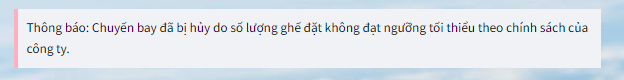 Thông báo: Chuyến bay đã bị hủy do số lượng ghế đặt không đạt ngưỡng tối thiểu theo chính sách của
công ty.